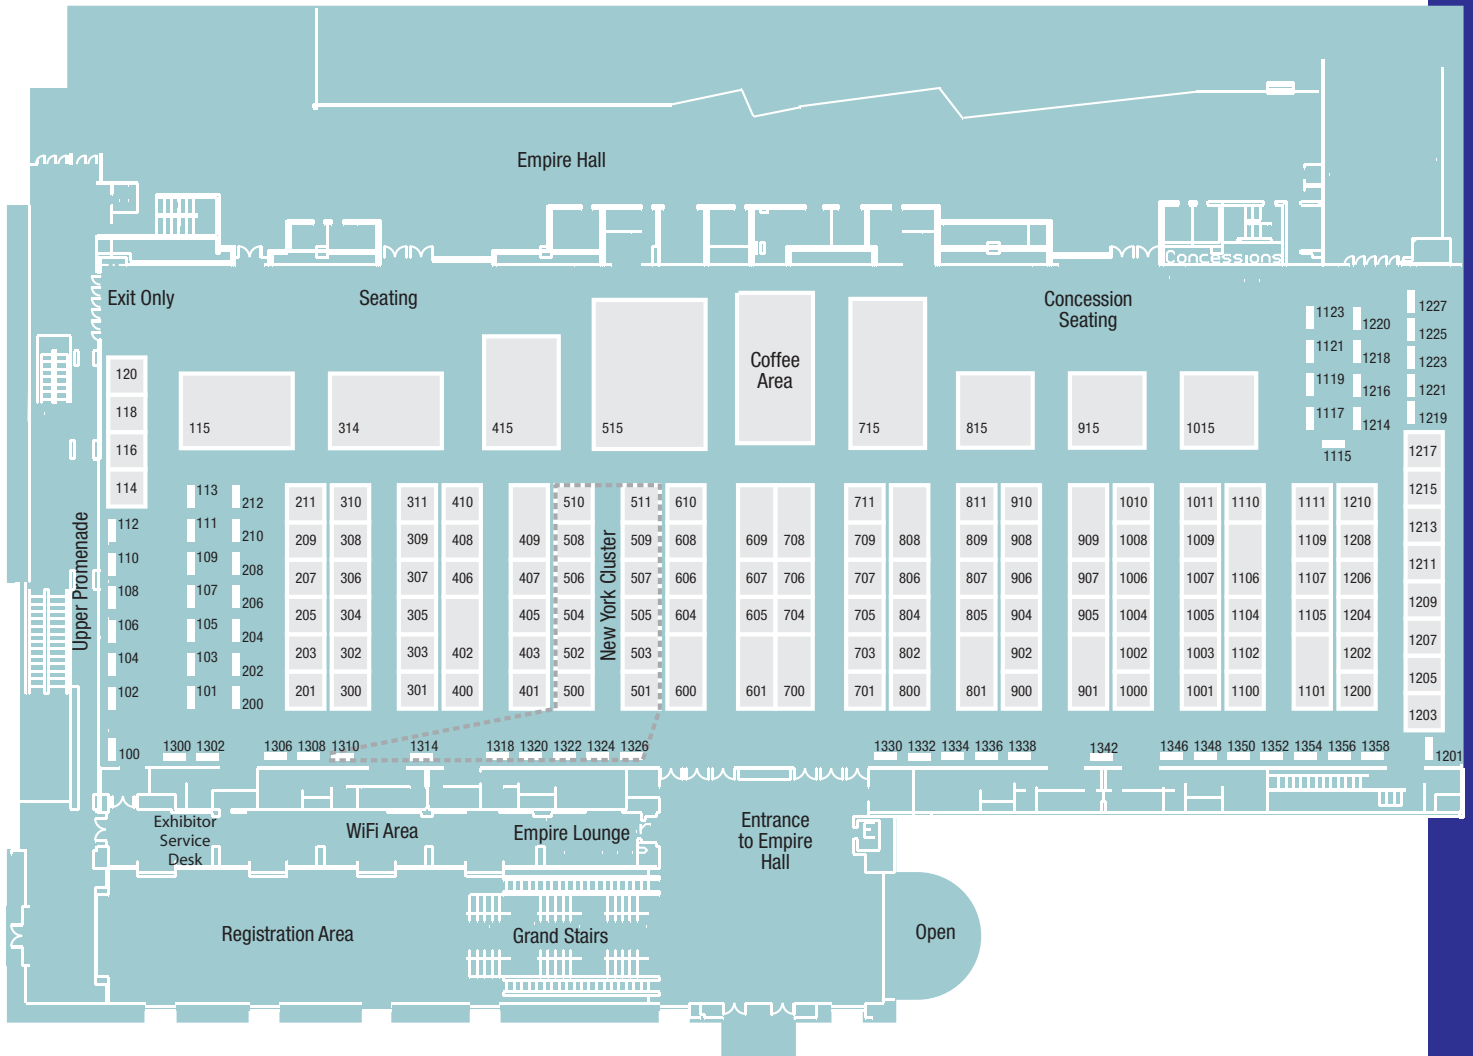 Empire Hall
Concessions
Exit Only
Seating
Concession
Seating
Coffee
Area
1123
1121
1119
1117
1115
1220
1218
1216
1214
1227
1225
1223
1221
1219
120
118
116
114
115
314
415
515
715
815
915
1015
Upper Promenade
112
110
108
106
104
102
100
113
111
109
107
105
103
101
212
210
208
206
204
202
200
211 310 311 410 510 511 610 711 811 910 1010 1011 1110 1111 1210
209 308 309 408 409 508 509 608 609 708 709 808 809 908 909 1008 1009 1109 1208
207 306 307 406 407 506 507 606 607 706 707 806 807 906 907 1006 1007 1106 1107 1206
205 304 305 405 504 505 604 605 704 705 804 805 904 905 1004 1005 1104 1105 1204
203 302 303 402 403 502 503 703 802 902 1002 1003 1102 1202
201 300 301 400 401 500 501 600 601 700 701 800 801 900 901 1000 1001 1100 1101 1200
New York Cluster
1217
1215
1213
1211
1209
1207
1205
1203
1201
1300 1302 1306 1308 1310 1314 1318 1320 1322 1324 1326 1330 1332 1334 1336 1338 1342 1346 1348 1350 1352 1354 1356 1358
Exhibitor
Service
Desk
WiFi Area
Empire Lounge
Entrance
to Empire
Hall
Registration Area
Grand Stairs
Open